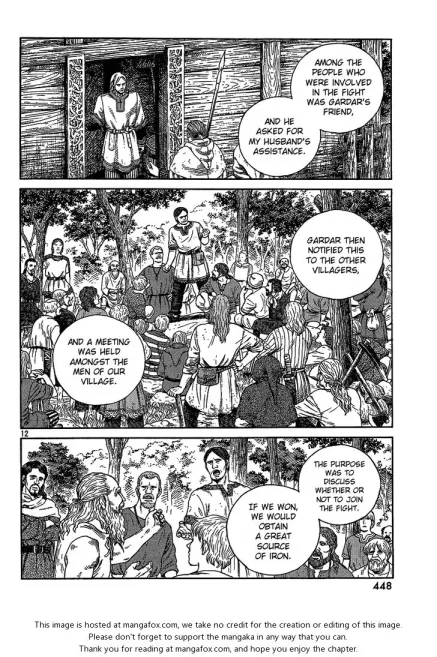 AMONG THE
PEOPLE WHO
WERE INVOLVED
IN THE FIGHT
WAS GARDAR'S
FRIEND,
AND HE
ASKED FOR
MY HUSBAND'S
ASSISTANCE.
GARDAR THEN
NOTIFIED THIS
TO THE OTHER
VILLAGERS,
AND A MEETING
WAS HELD
AMONGST THE
MEN OF OUR
VILLAGE.
12
THE PURPOSE
WAS TO
DISCUSS
WHETHER OR
NOT TO JOIN
THE FIGHT.
IF WE WON,
WE WOULD
OBTAIN
A GREAT
SOURCE
OF IRON.
448
This image is hosted at mangafox.com, we take no credit for the creation or editing of this image.
Please don't forget to support the mangaka in any way that you can.
Thank you for reading at mangafox.com, and hope you enjoy the chapter.